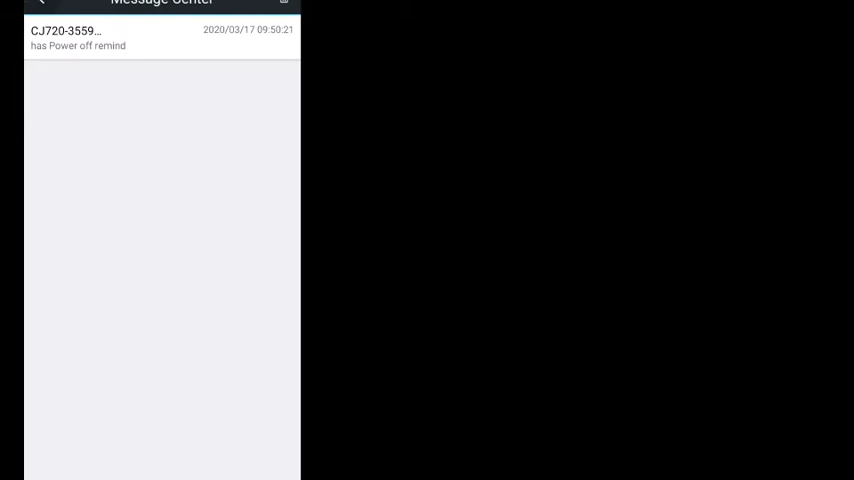 Message Center
CJ720-3559... 2020/03/17 09:50:21
has Power off remind